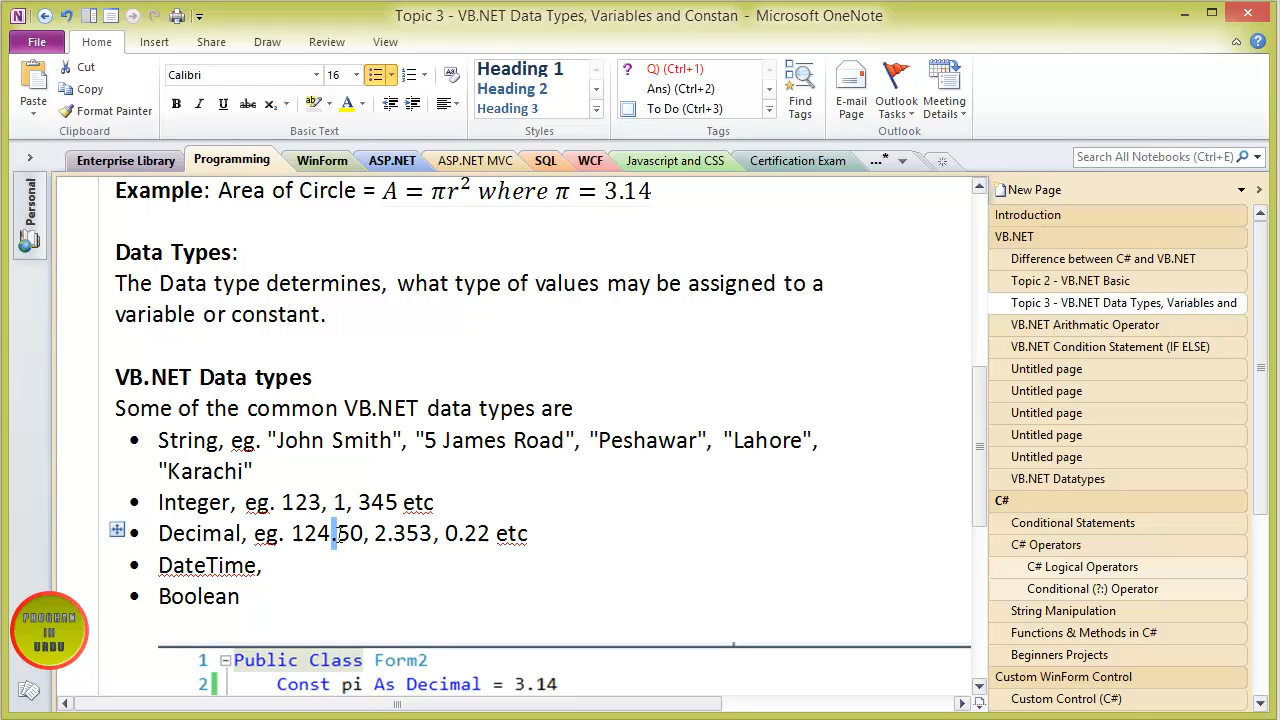 Topic 3 - VB.NET Data Types, Variables and Constan - Microsoft OneNote
File Home Insert Share Draw Review View
Paste
Cut
Copy
Format Painter
Clipboard
Calibri 16
B I U abc x₂ ab A
Basic Text
Heading 1
Heading 2
Heading 3
Styles
? Q) (Ctrl+1)
Ans) (Ctrl+2)
To Do (Ctrl+3)
Tags
Find Tags
E-mail Page
Outlook Tasks
Meeting Details
Outlook
Enterprise Library Programming WinForm ASP.NET ASP.NET MVC SQL WCF Javascript and CSS Certification Exam ...* Search All Notebooks (Ctrl+E)
Personal
Example: Area of Circle = A = πr² where π = 3.14
Data Types:
The Data type determines, what type of values may be assigned to a
variable or constant.
VB.NET Data types
Some of the common VB.NET data types are
• String, eg. "John Smith", "5 James Road", "Peshawar", "Lahore",
"Karachi"
• Integer, eg. 123, 1, 345 etc
• Decimal, eg. 124.50, 2.353, 0.22 etc
• DateTime,
• Boolean
1 Public Class Form2
2 Const pi As Decimal = 3.14
PROGRAM
IN
URDU
New Page
Introduction
VB.NET
Difference between C# and VB.NET
Topic 2 - VB.NET Basic
Topic 3 - VB.NET Data Types, Variables and
VB.NET Arithmatic Operator
VB.NET Condition Statement (IF ELSE)
Untitled page
Untitled page
Untitled page
Untitled page
Untitled page
VB.NET Datatypes
C#
Conditional Statements
C# Operators
C# Logical Operators
Conditional (?:) Operator
String Manipulation
Functions & Methods in C#
Beginners Projects
Custom WinForm Control
Custom Control (C#)